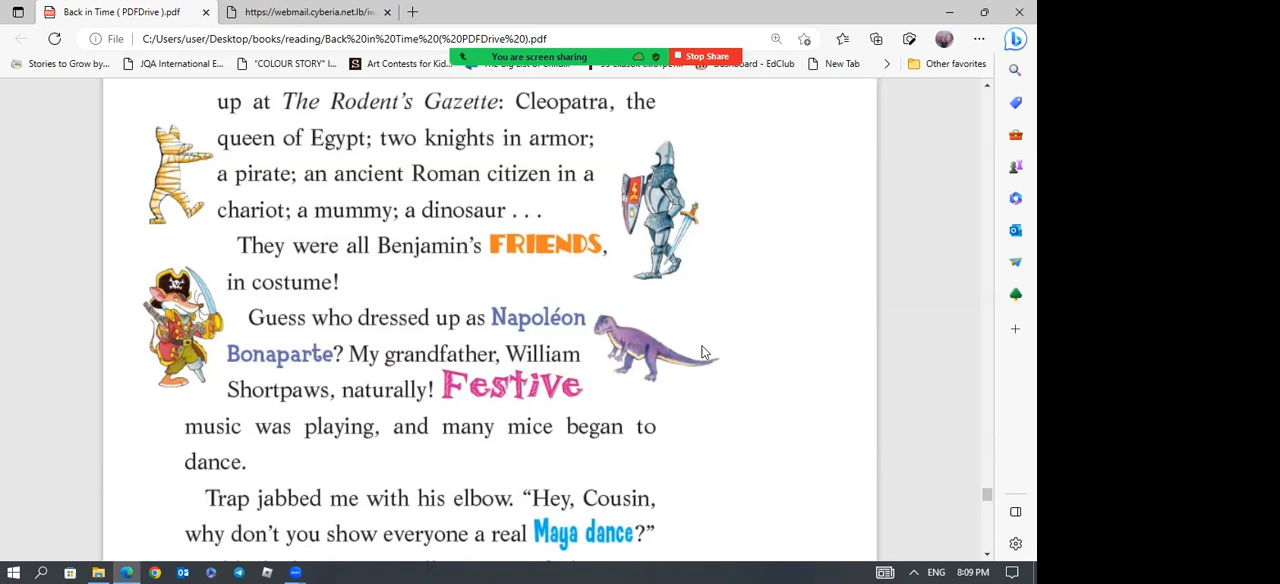 Back in Time ( PDFDrive ).pdf
https://webmail.cyberia.net.lb/iw
File
C:/Users/user/Desktop/books/reading/Back%20in%20Time%20(%20PDFDrive%20).pdf
You are screen sharing
Stop Share
Stories to Grow by...
JQA International E...
"COLOUR STORY" I...
Art Contests for Kid...
Dashboard - EdClub
New Tab
Other favorites
up at The Rodent's Gazette: Cleopatra, the
queen of Egypt; two knights in armor;
a pirate; an ancient Roman citizen in a
chariot; a mummy; a dinosaur . . .
They were all Benjamin's FRIENDS,
in costume!
Guess who dressed up as Napoléon
Bonaparte? My grandfather, William
Shortpaws, naturally! Festive
music was playing, and many mice began to
dance.
Trap jabbed me with his elbow. "Hey, Cousin,
why don't you show everyone a real Maya dance?"
ENG
8:09 PM